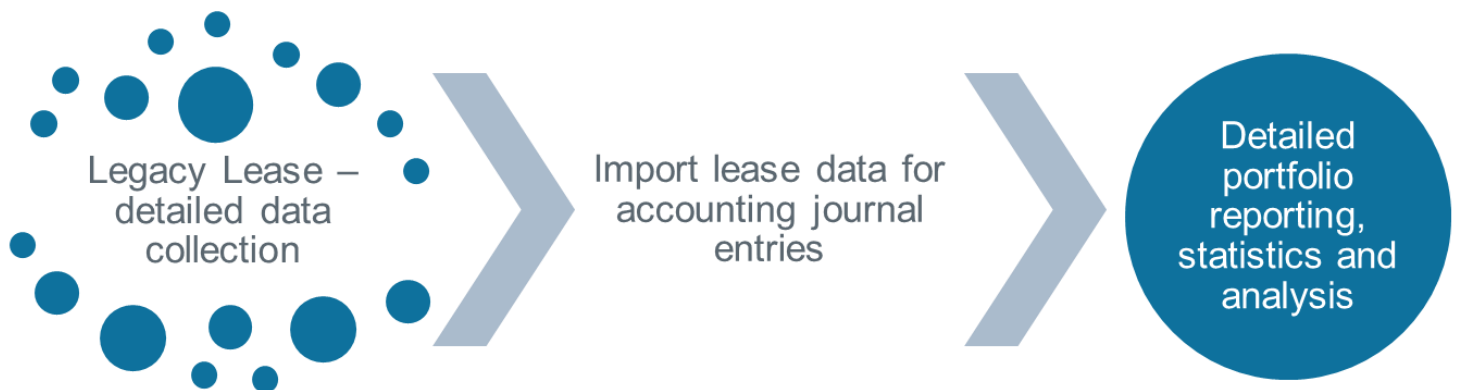 Legacy Lease –
detailed data
collection
Import lease data for
accounting journal
entries
Detailed
portfolio
reporting,
statistics and
analysis